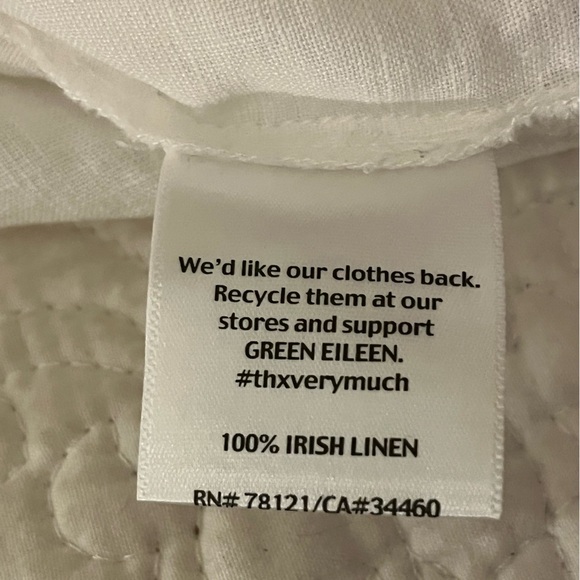 We'd like our clothes back.
Recycle them at our
stores and support
GREEN EILEEN.
#thxverymuch
100% IRISH LINEN
RN# 78121/CA#34460